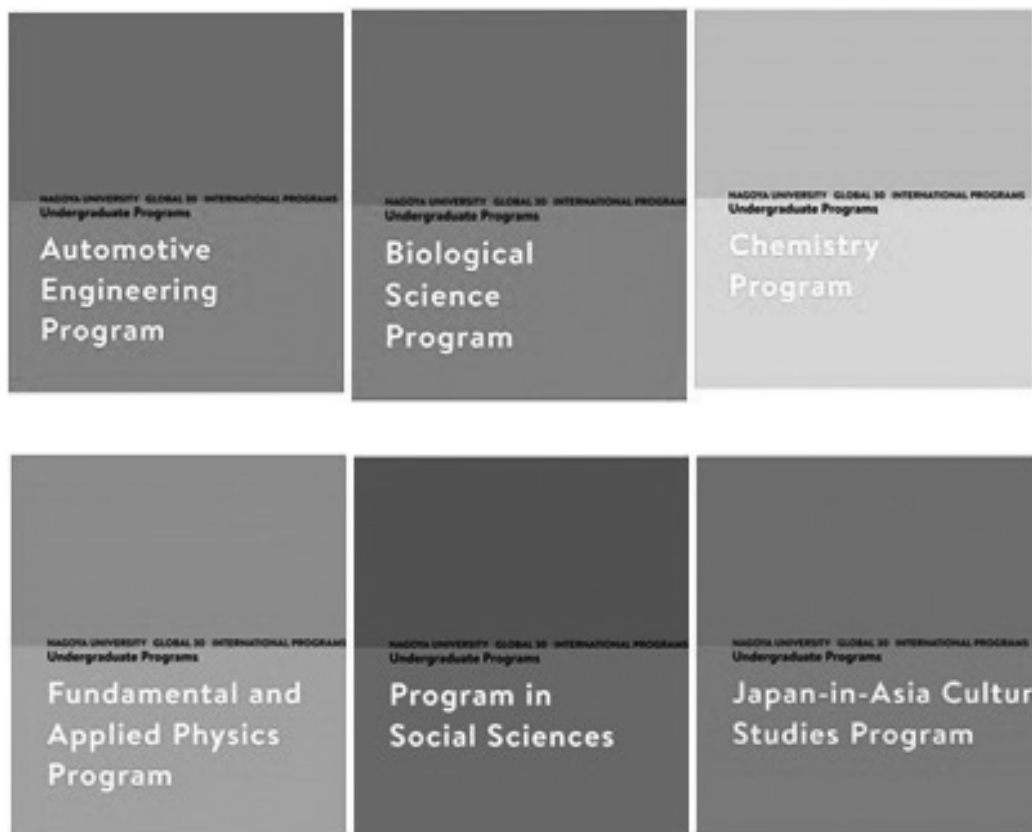 NAGOYA UNIVERSITY GLOBAL 30 INTERNATIONAL PROGRAMS
Undergraduate Programs
Automotive
Engineering
Program
NAGOYA UNIVERSITY GLOBAL 30 INTERNATIONAL PROGRAM
Undergraduate Programs
Biological
Science
Program
NAGOYA UNIVERSITY GLOBAL 30 INTERNATIONAL PROGRAMS
Undergraduate Programs
Chemistry
Program
NAGOYA UNIVERSITY GLOBAL 30 INTERNATIONAL PROGRAMS
Undergraduate Programs
Fundamental and
Applied Physics
Program
NAGOYA UNIVERSITY GLOBAL 30 INTERNATIONAL PROGRAMS
Undergraduate Programs
Program in
Social Sciences
NAGOYA UNIVERSITY GLOBAL 30 INTERNATIONAL PROGRAMS
Undergraduate Programs
Japan-in-Asia Cultur
Studies Program